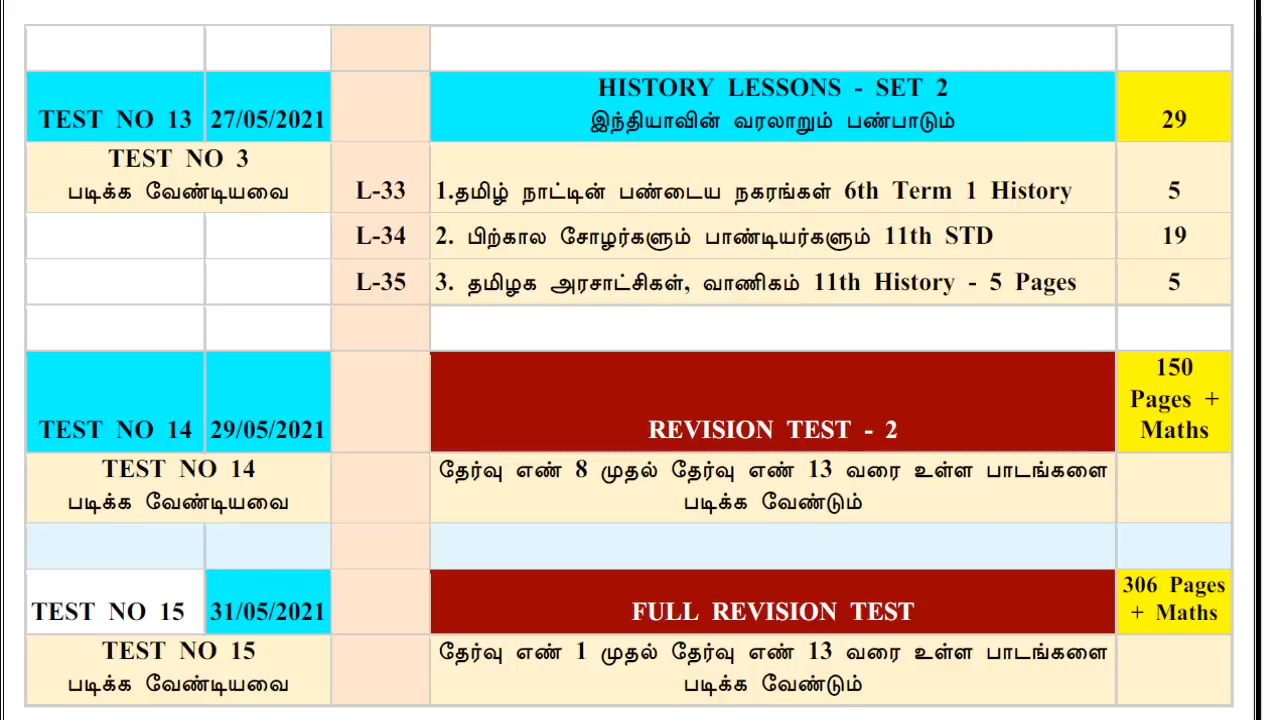 HISTORY LESSONS - SET 2
TEST NO 13 27/05/2021 இந்தியாவின் வரலாறும் பண்பாடும் 29
TEST NO 3
படிக்க வேண்டியவை L-33 1.தமிழ் நாட்டின் பண்டைய நகரங்கள் 6th Term 1 History 5
L-34 2. பிற்கால சோழர்களும் பாண்டியர்களும் 11th STD 19
L-35 3. தமிழக அரசாட்சிகள், வாணிகம் 11th History - 5 Pages 5
150
Pages +
TEST NO 14 29/05/2021 REVISION TEST - 2 Maths
TEST NO 14 தேர்வு எண் 8 முதல் தேர்வு எண் 13 வரை உள்ள பாடங்களை
படிக்க வேண்டியவை படிக்க வேண்டும்
306 Pages
TEST NO 15 31/05/2021 FULL REVISION TEST + Maths
TEST NO 15 தேர்வு எண் 1 முதல் தேர்வு எண் 13 வரை உள்ள பாடங்களை
படிக்க வேண்டியவை படிக்க வேண்டும்